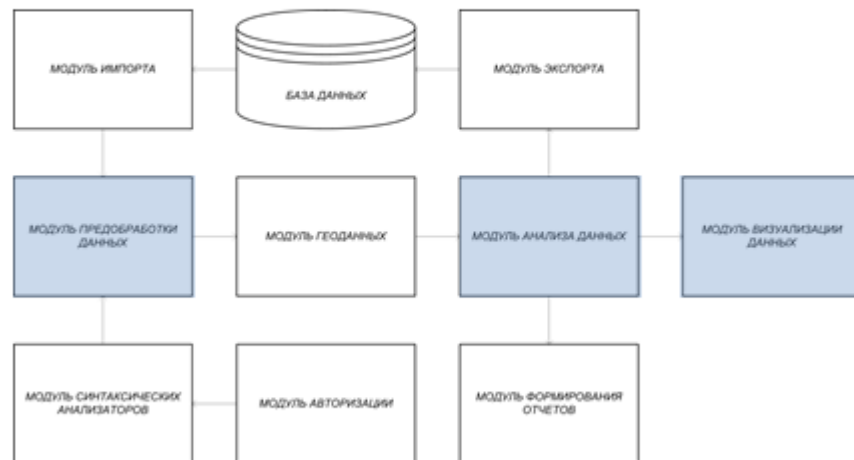 МОДУЛЬ ИМПОРТА
БАЗА ДАННЫХ
МОДУЛЬ ЭКСПОРТА
МОДУЛЬ ПРЕДОБРАБОТКИ
ДАННЫХ
МОДУЛЬ ГЕОДАННЫХ
МОДУЛЬ АНАЛИЗА ДАННЫХ
МОДУЛЬ ВИЗУАЛИЗАЦИИ
ДАННЫХ
МОДУЛЬ СИНТАКСИЧЕСКИХ
АНАЛИЗАТОРОВ
МОДУЛЬ АВТОРИЗАЦИИ
МОДУЛЬ ФОРМИРОВАНИЯ
ОТЧЕТОВ